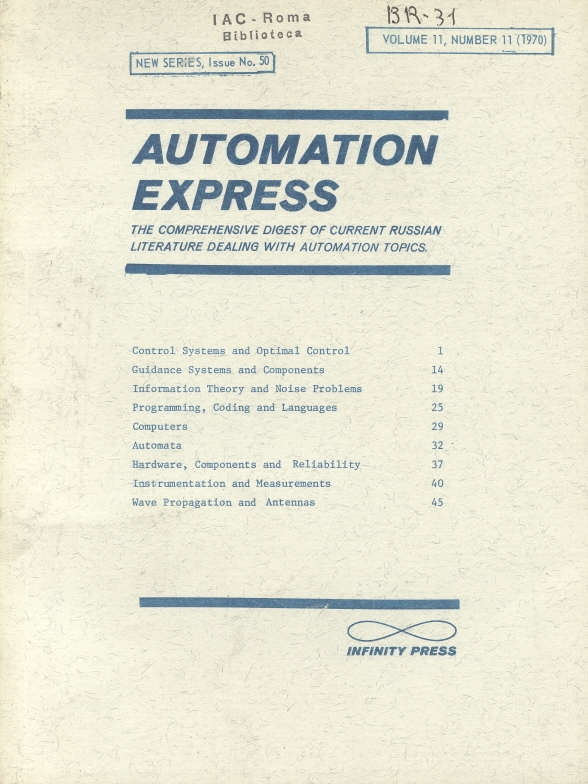 IAC - Roma
Biblioteca
BR-31
VOLUME 11, NUMBER 11 (1970)
NEW SERIES, Issue No. 50
AUTOMATION
EXPRESS
THE COMPREHENSIVE DIGEST OF CURRENT RUSSIAN
LITERATURE DEALING WITH AUTOMATION TOPICS.
Control Systems and Optimal Control 1
Guidance Systems and Components 14
Information Theory and Noise Problems 19
Programming, Coding and Languages 25
Computers 29
Automata 32
Hardware, Components and Reliability 37
Instrumentation and Measurements 40
Wave Propagation and Antennas 45
INFINITY PRESS